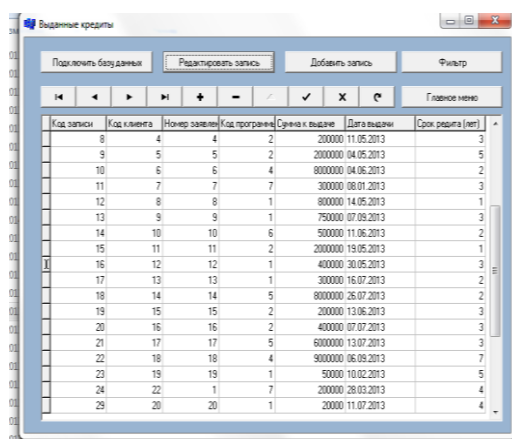 Выданные кредиты
Подключить базу данных Редактировать запись Добавить запись Фильтр
Главное меню
Код записи Код клиента Номер заявлен Код программы Сумма к выдаче Дата выдачи Срок редита (лет)
8 4 4 2 200000 11.05.2013 3
9 5 5 2 2000000 04.05.2013 5
10 6 6 4 8000000 04.06.2013 2
11 7 7 7 300000 08.01.2013 3
12 8 8 1 800000 14.05.2013 1
13 9 9 1 750000 07.09.2013 3
14 10 10 6 500000 11.06.2013 2
15 11 11 2 2000000 19.05.2013 1
16 12 12 1 400000 30.05.2013 3
17 13 13 1 300000 16.07.2013 2
18 14 14 5 8000000 26.07.2013 2
19 15 15 2 200000 13.06.2013 3
20 16 16 2 400000 07.07.2013 3
21 17 17 5 6000000 13.07.2013 3
22 18 18 4 9000000 06.09.2013 7
23 19 19 1 50000 10.02.2013 5
24 22 1 7 200000 28.03.2013 4
29 20 20 1 20000 11.07.2013 4